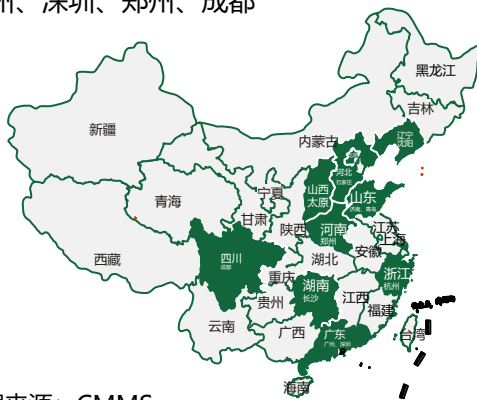 州、深圳、郑州、成都
黑龙江
吉林
辽宁
沈阳
新疆
内蒙古
河北
石家庄
山西
太原
宁夏
山东
济南、青岛
青海
甘肃
陕西
河南
郑州
江苏
上海
安徽
西藏
四川
成都
湖北
重庆
浙江
杭州
湖南
长沙
江西
贵州
福建
云南
广西
广东
广州、深圳
台湾
海南
来源：CMMS